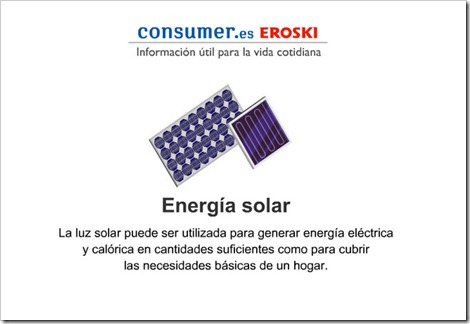 consumer.es EROSKI
Información útil para la vida cotidiana
Energía solar
La luz solar puede ser utilizada para generar energía eléctrica
y calórica en cantidades suficientes como para cubrir
las necesidades básicas de un hogar.